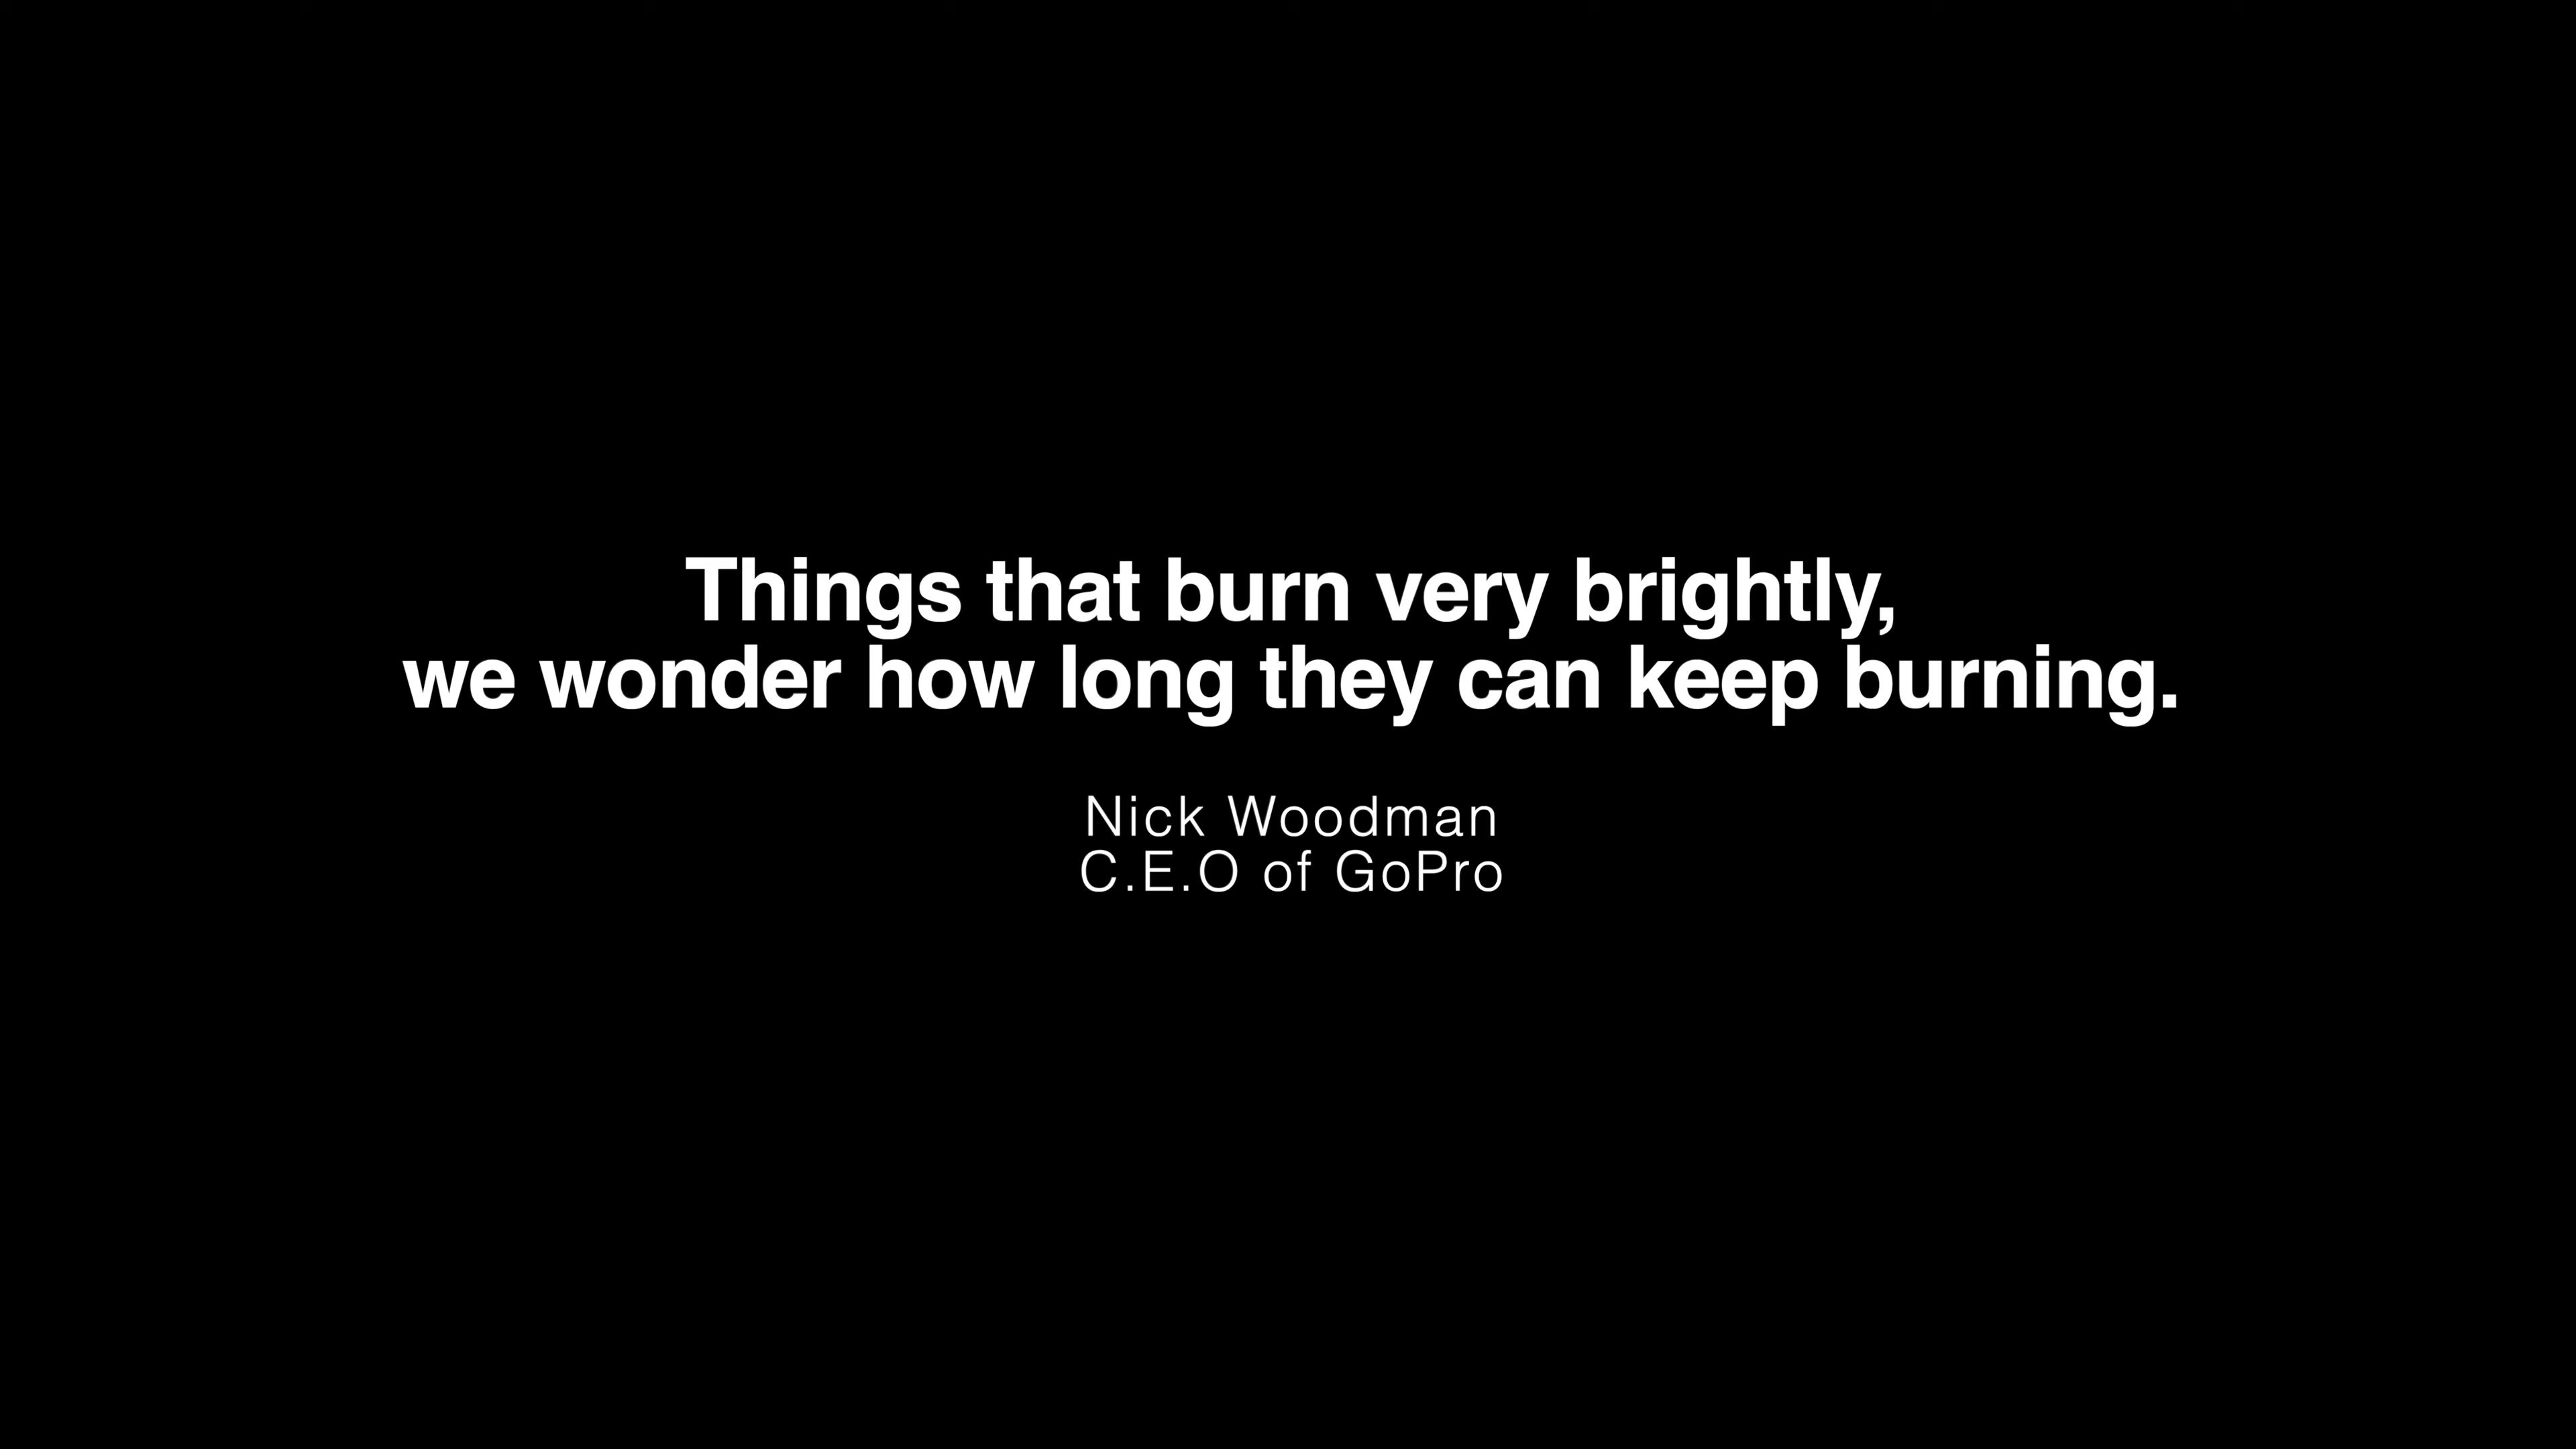 Things that burn very brightly,
we wonder how long they can keep burning.
Nick Woodman
C.E.O of GoPro